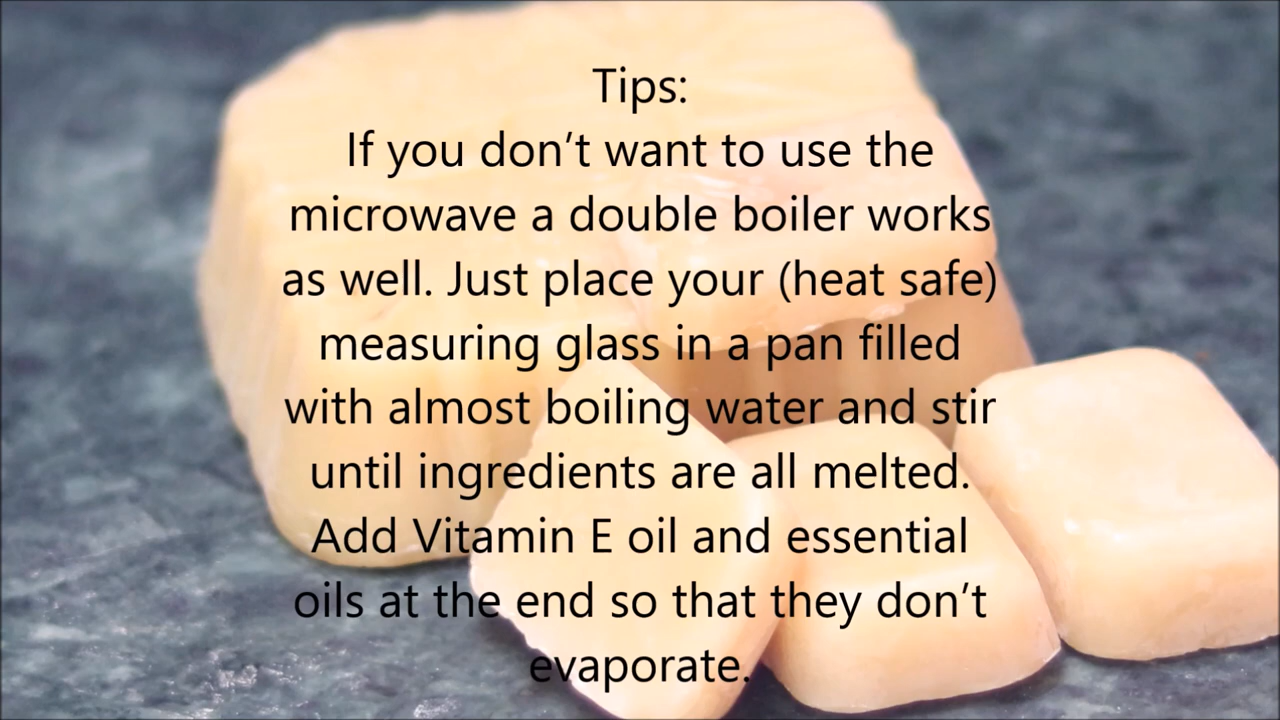 Tips:
If you don’t want to use the
microwave a double boiler works
as well. Just place your (heat safe)
measuring glass in a pan filled
with almost boiling water and stir
until ingredients are all melted.
Add Vitamin E oil and essential
oils at the end so that they don’t
evaporate.